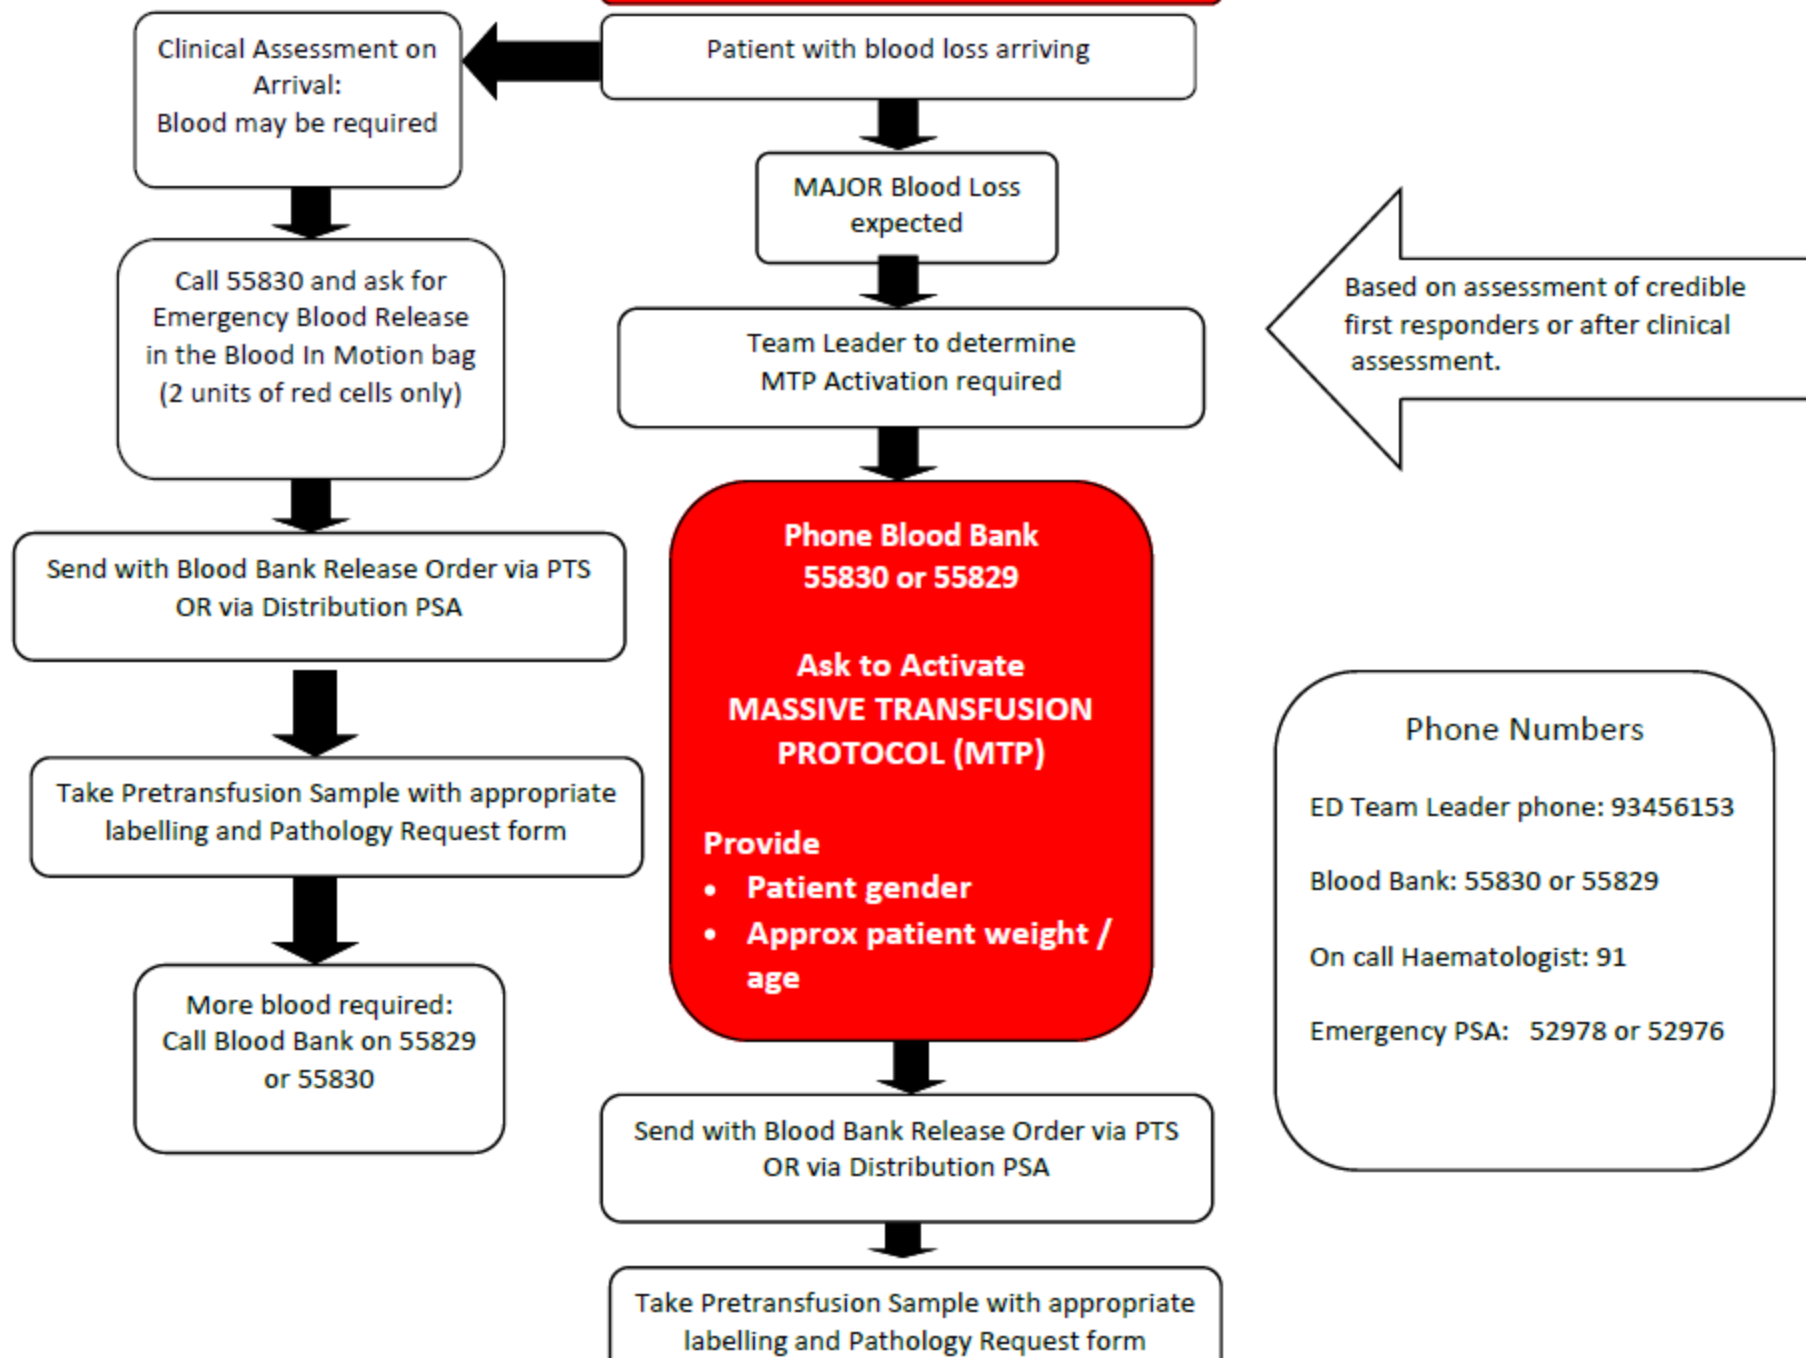 Patient with blood loss arriving
Clinical Assessment on
Arrival:
Blood may be required
Call 55830 and ask for
Emergency Blood Release
in the Blood In Motion bag
(2 units of red cells only)
Send with Blood Bank Release Order via PTS
OR via Distribution PSA
Take Pretransfusion Sample with appropriate
labelling and Pathology Request form
More blood required:
Call Blood Bank on 55829
or 55830
MAJOR Blood Loss
expected
Team Leader to determine
MTP Activation required
Phone Blood Bank
55830 or 55829
Ask to Activate
MASSIVE TRANSFUSION
PROTOCOL (MTP)
Provide
• Patient gender
• Approx patient weight /
age
Send with Blood Bank Release Order via PTS
OR via Distribution PSA
Take Pretransfusion Sample with appropriate
labelling and Pathology Request form
Based on assessment of credible
first responders or after clinical
assessment.
Phone Numbers
ED Team Leader phone: 93456153
Blood Bank: 55830 or 55829
On call Haematologist: 91
Emergency PSA: 52978 or 52976